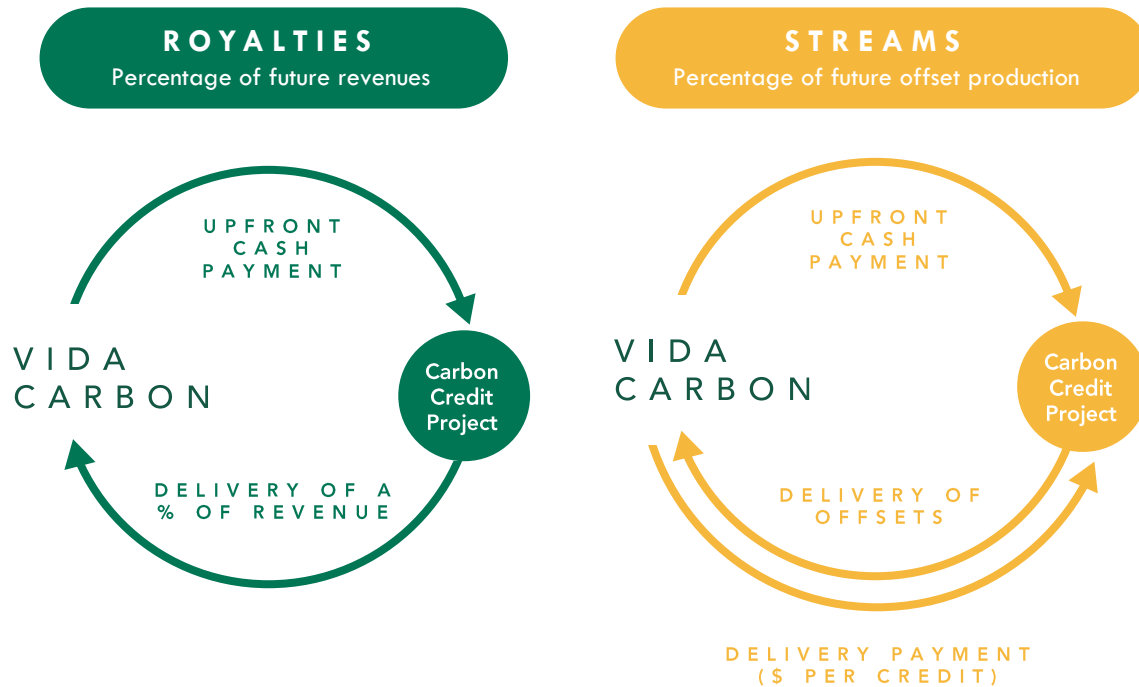 ROYALTIES
Percentage of future revenues
UPFRONT
CASH
PAYMENT
VIDA
CARBON
Carbon
Credit
Project
DELIVERY OF A
% OF REVENUE
STREAMS
Percentage of future offset production
UPFRONT
CASH
PAYMENT
VIDA
CARBON
Carbon
Credit
Project
DELIVERY OF
OFFSETS
DELIVERY PAYMENT
($ PER CREDIT)